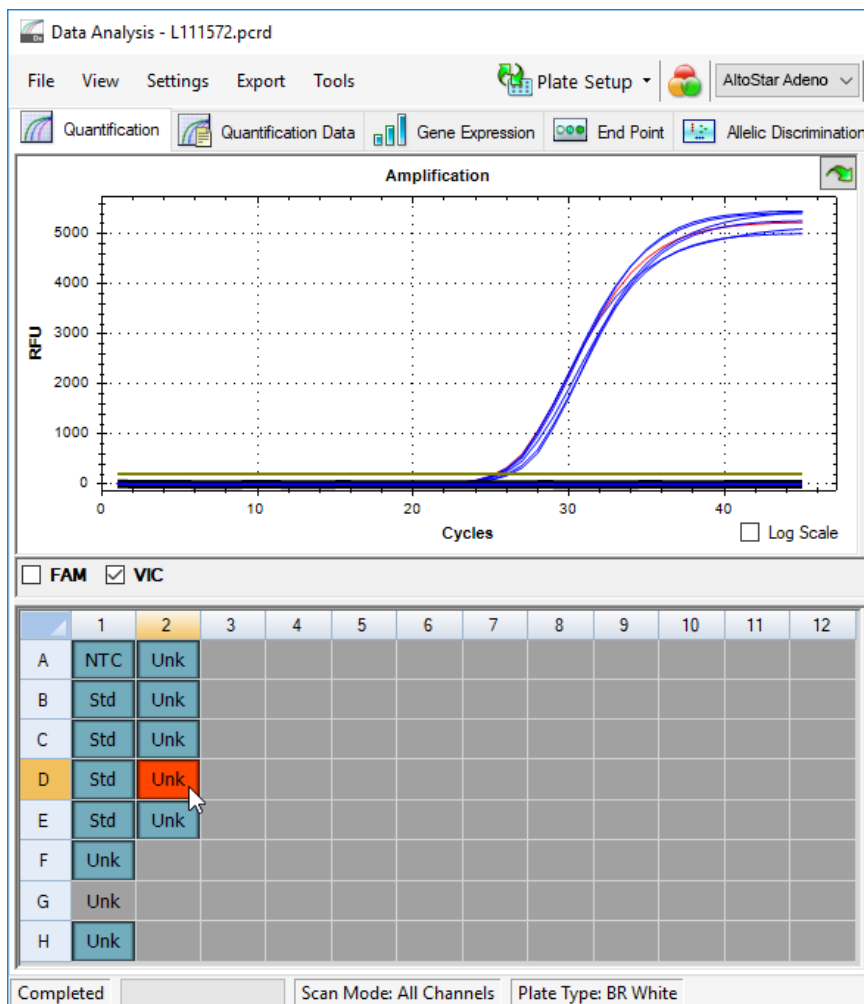 Data Analysis - L111572.pcrd
File View Settings Export Tools Plate Setup AltoStar Adeno
Quantification Quantification Data Gene Expression End Point Allelic Discrimination
Amplification
5000
4000
3000
2000
1000
0
RFU
0 10 20 30 40
Cycles
Log Scale
FAM VIC
1 2 3 4 5 6 7 8 9 10 11 12
A NTC Unk
B Std Unk
C Std Unk
D Std Unk
E Std Unk
F Unk
G Unk
H Unk
Completed Scan Mode: All Channels Plate Type: BR White